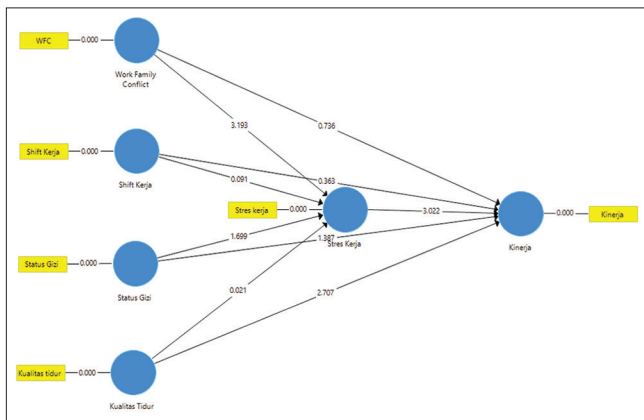 WFC
0.000
Work Family
Conflict
0.736
3.193
Shift Kerja
0.000
Shift Kerja
0.363
0.091
Stres kerja
0.000
Stres Kerja
3.022
Kinerja
0.000
Kinerja
1.699
1.387
Status Gizi
0.000
Status Gizi
0.021
2.707
Kualitas tidur
0.000
Kualitas Tidur